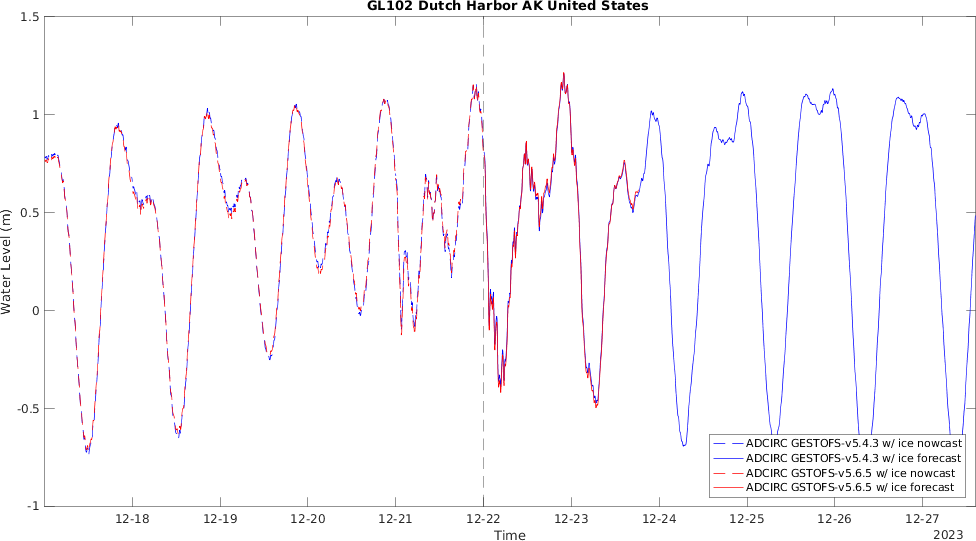 GL102 Dutch Harbor AK United States
1.5
1
0.5
0
-0.5
-1
Water Level (m)
12-18
12-19
12-20
12-21
12-22
12-23
12-24
12-25
12-26
12-27
Time
2023
ADCIRC GESTOFS-v5.4.3 w/ ice nowcast
ADCIRC GESTOFS-v5.4.3 w/ ice forecast
ADCIRC GSTOFS-v5.6.5 w/ ice nowcast
ADCIRC GSTOFS-v5.6.5 w/ ice forecast